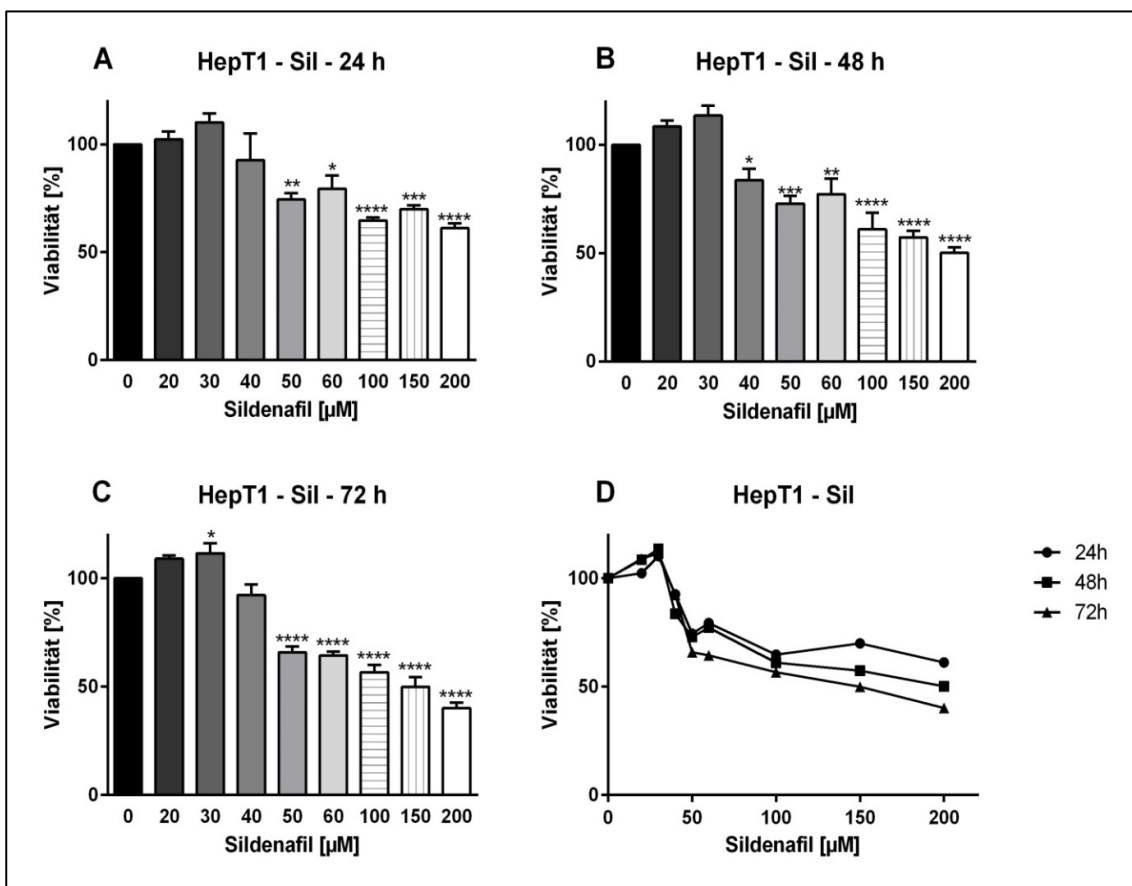 A
HepT1 - Sil - 24 h
Viabilität [%]
100
50
0
**
*
****
***
****
0 20 30 40 50 60 100 150 200
Sildenafil [µM]
B
HepT1 - Sil - 48 h
Viabilität [%]
100
50
0
*
***
**
****
****
****
0 20 30 40 50 60 100 150 200
Sildenafil [µM]
C
HepT1 - Sil - 72 h
Viabilität [%]
100
50
0
*
****
****
****
****
****
0 20 30 40 50 60 100 150 200
Sildenafil [µM]
D
HepT1 - Sil
Viabilität [%]
100
50
0
0 50 100 150 200
Sildenafil [µM]
24h
48h
72h